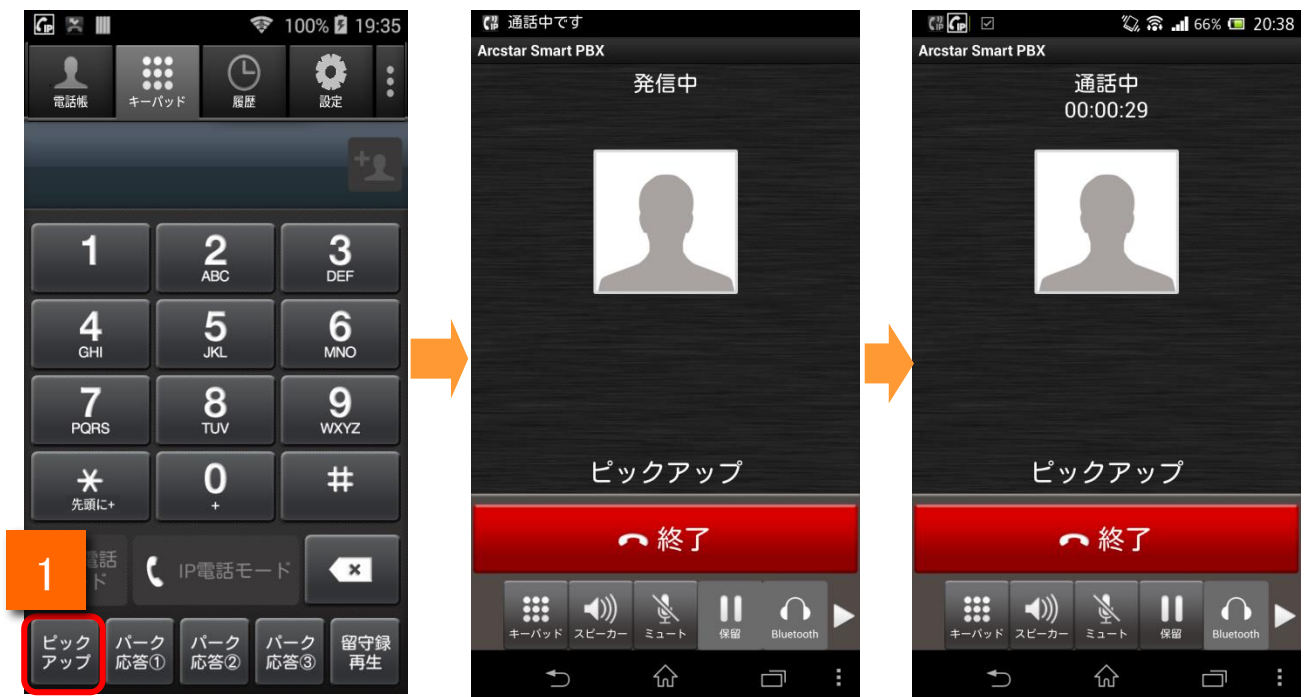 100% 19:35
電話帳
キーパッド
履歴
設定
1
2
ABC
3
DEF
4
GHI
5
JKL
6
MNO
7
PQRS
8
TUV
9
WXYZ
先頭に+
0
+
#
1
電話
ド
IP電話モード
ピック
アップ
パーク
応答①
パーク
応答②
パーク
応答③
留守録
再生
通話中です
Arcstar Smart PBX
発信中
ピックアップ
終了
キーパッド
スピーカー
ミュート
保留
Bluetooth
66% 20:38
Arcstar Smart PBX
通話中
00:00:29
ピックアップ
終了
キーパッド
スピーカー
ミュート
保留
Bluetooth